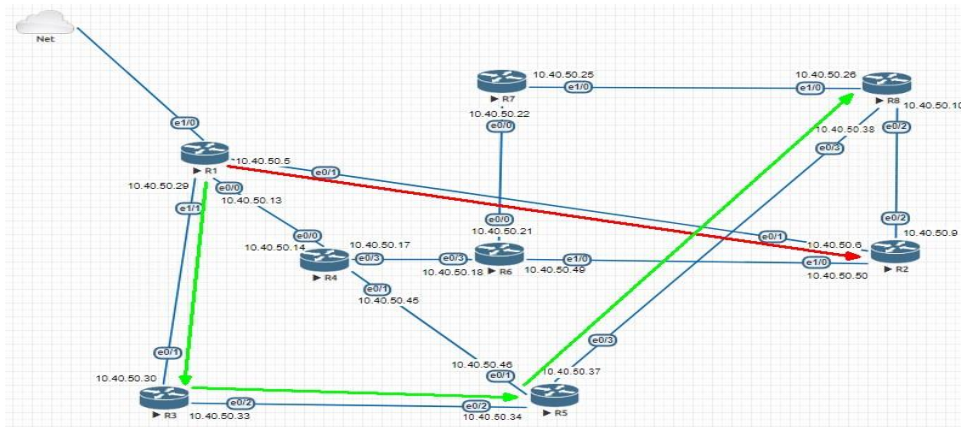 Net
e1/0
10.40.50.5
R1
e0/1
10.40.50.29
e0/0
10.40.50.13
e1/1
10.40.50.25
R7
e1/0
10.40.50.22
e0/0
10.40.50.26
e1/0
R8
10.40.50.10
e0/2
10.40.50.38
e0/3
e0/0
10.40.50.14
10.40.50.17
e0/3
R4
e0/1
10.40.50.45
e0/0
10.40.50.21
e0/3
10.40.50.18
R6
e1/0
10.40.50.49
e0/2
10.40.50.9
e0/1
10.40.50.6
e1/0
R2
10.40.50.50
e0/1
10.40.50.30
R3
e0/2
10.40.50.33
10.40.50.46
e0/1
10.40.50.37
e0/3
e0/2
10.40.50.34
R5